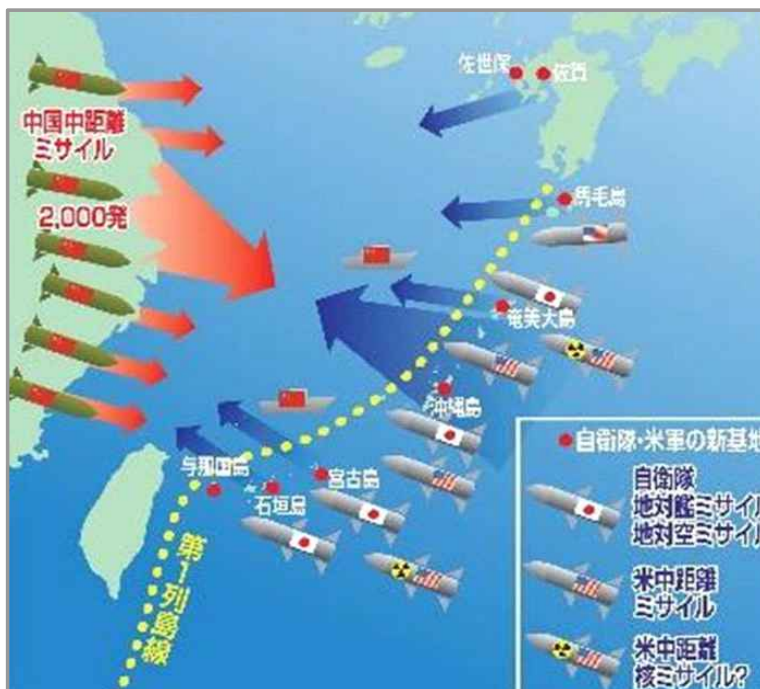 佐世保
佐賀
中国中距離
ミサイル
2,000発
馬毛島
奄美大島
沖縄島
与那国島
石垣島
宮古島
第1列島線
自衛隊・米軍の新基地
自衛隊
地対艦ミサイル
地対空ミサイル
米中距離
ミサイル
米中距離
核ミサイル?